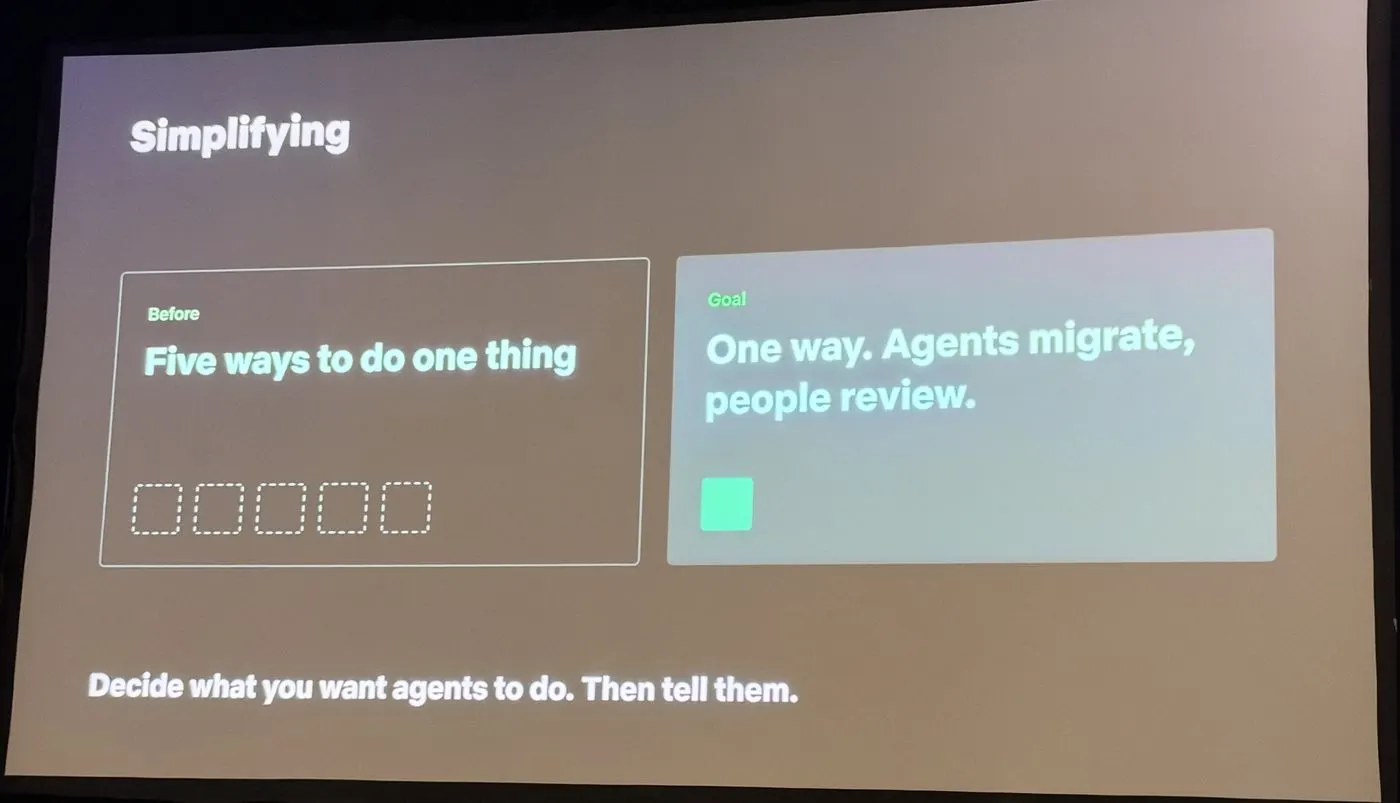 Simplifying
Before
Five ways to do one thing
Goal
One way. Agents migrate,
people review.
Decide what you want agents to do. Then tell them.